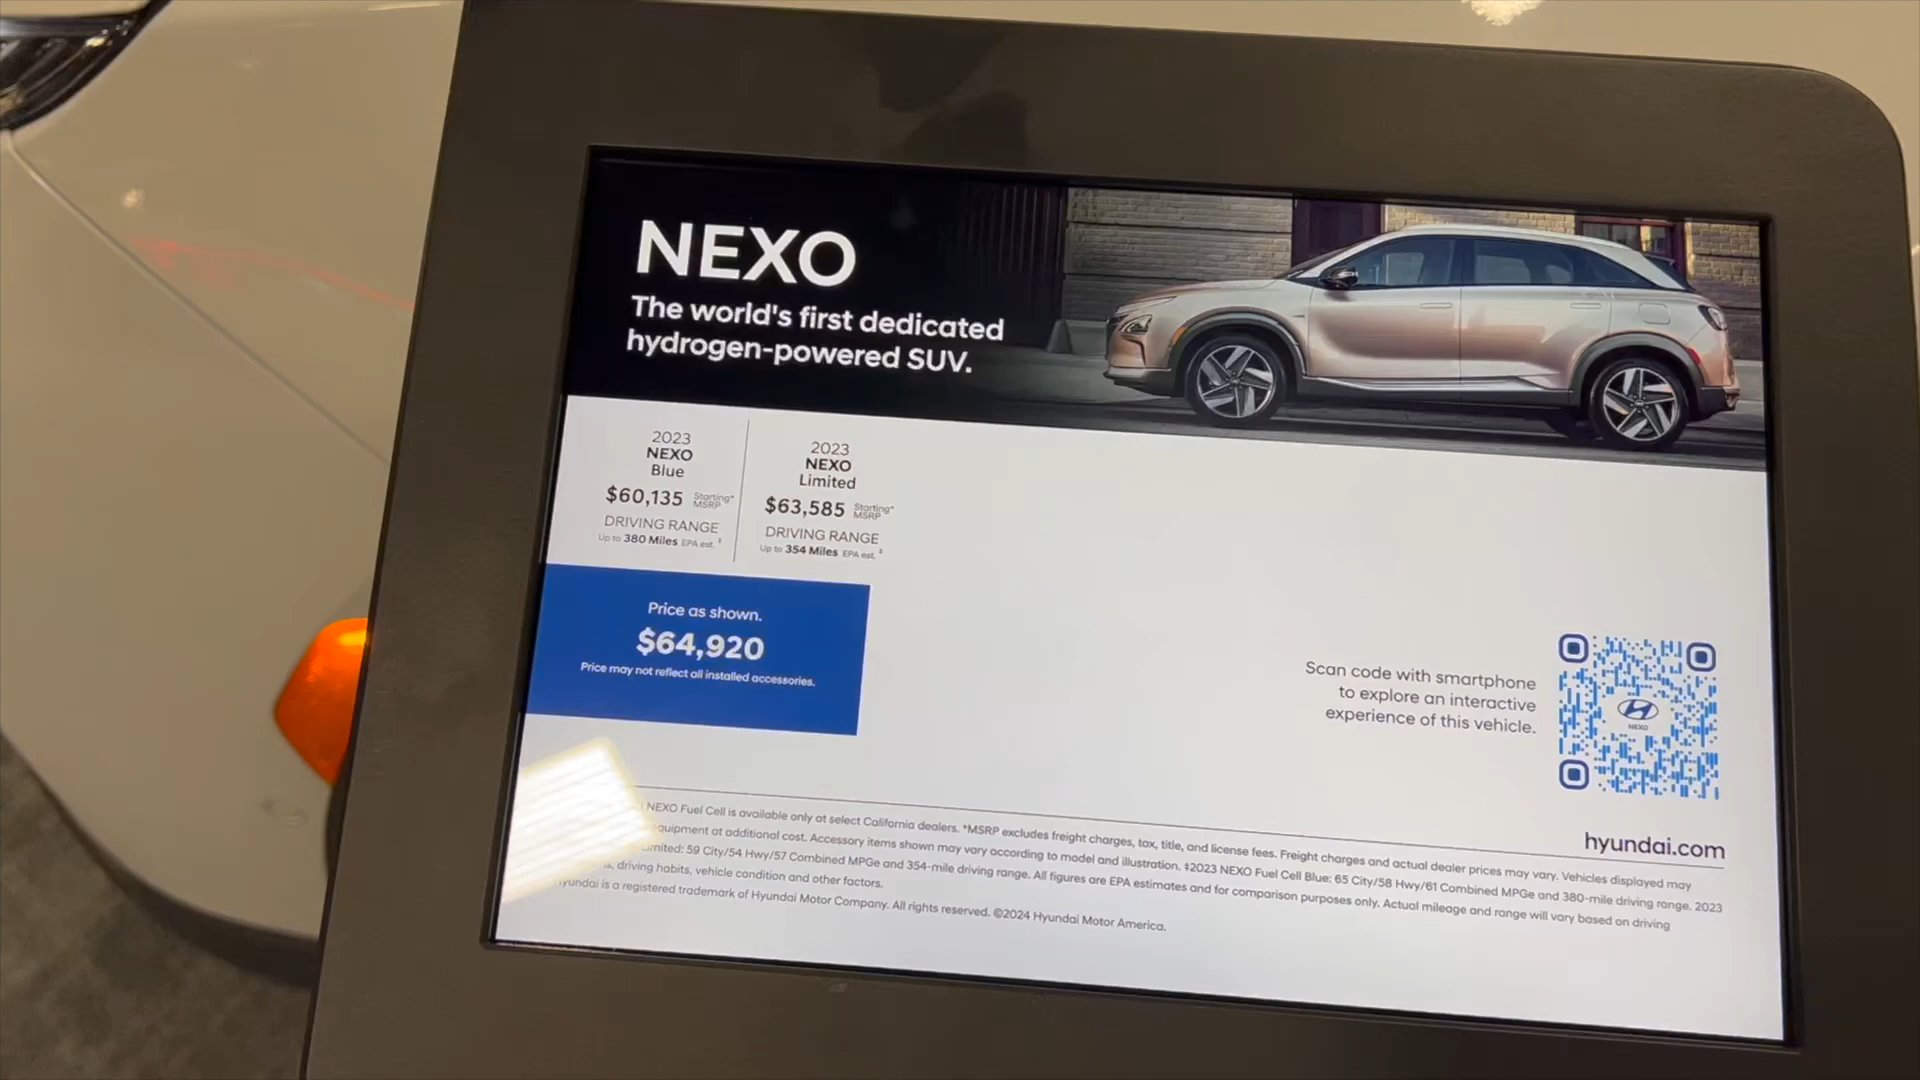 NEXO
The world's first dedicated
hydrogen-powered SUV.
2023
NEXO
Blue
$60,135 Starting* MSRP
DRIVING RANGE
Up to 380 Miles EPA est. ‡
2023
NEXO
Limited
$63,585 Starting* MSRP
DRIVING RANGE
Up to 354 Miles EPA est. ‡
Price as shown.
$64,920
Price may not reflect all installed accessories.
Scan code with smartphone
to explore an interactive
experience of this vehicle.
NEXO
hyundai.com
NEXO Fuel Cell is available only at select California dealers. *MSRP excludes freight charges, tax, title, and license fees. Freight charges and actual dealer prices may vary. Vehicles displayed may
equipment at additional cost. Accessory items shown may vary according to model and illustration. ‡2023 NEXO Fuel Cell Blue: 65 City/58 Hwy/61 Combined MPGe and 380-mile driving range. 2023
Limited: 59 City/54 Hwy/57 Combined MPGe and 354-mile driving range. All figures are EPA estimates and for comparison purposes only. Actual mileage and range will vary based on driving
driving habits, vehicle condition and other factors.
Hyundai is a registered trademark of Hyundai Motor Company. All rights reserved. ©2024 Hyundai Motor America.